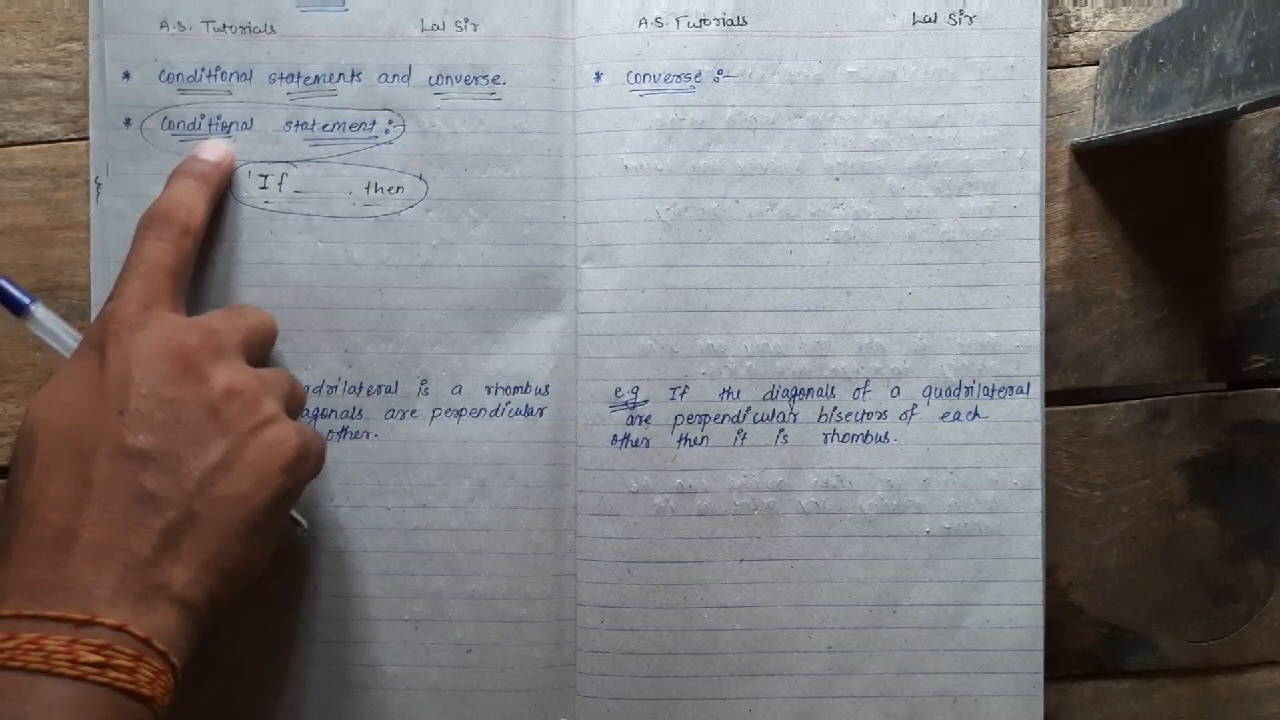 A.S. Tutorials Lal Sir
* Conditional statements and converse.
* Conditional statement :-
'If ___ , then'
adrilateral is a rhombus
agonals are perpendicular
other.
A.S. Tutorials Lal Sir
* Converse :-
e.g If the diagonals of a quadrilateral
are perpendicular bisectors of each
other then it is rhombus.